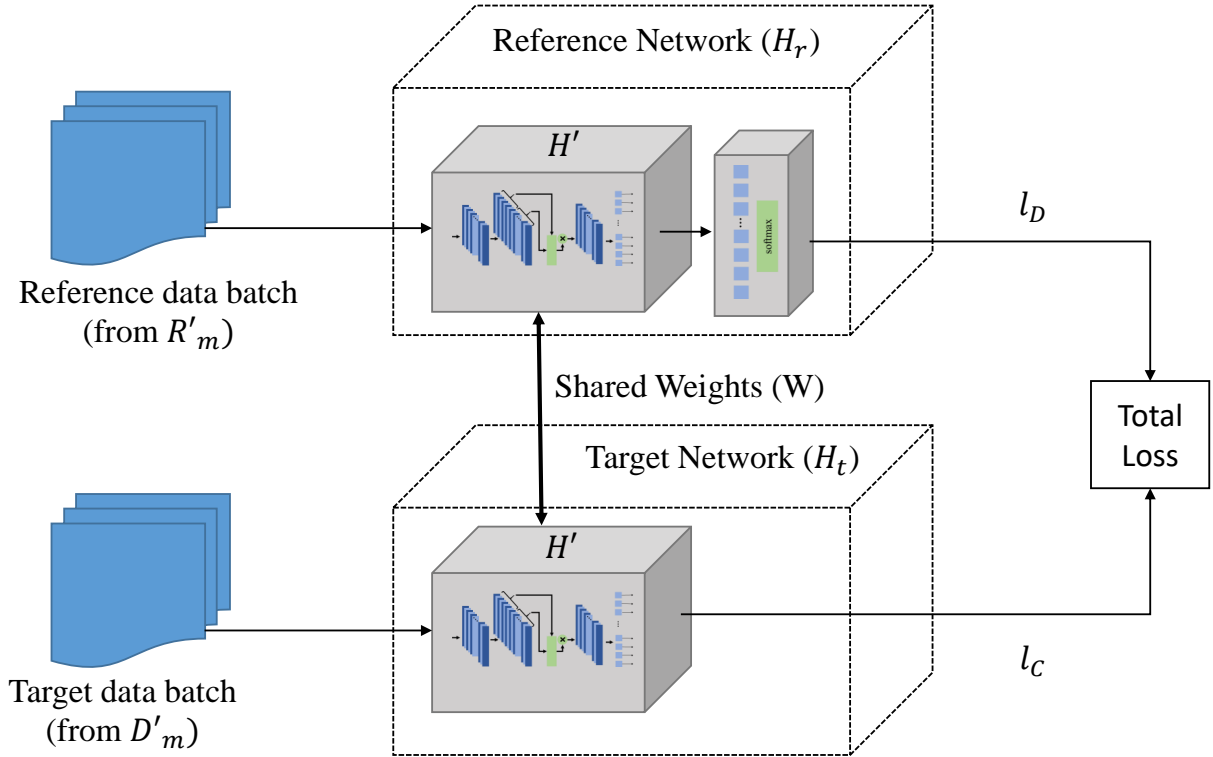 Reference Network (H_r)
H′
softmax
l_D
Reference data batch
(from R′_m)
Shared Weights (W)
Total
Loss
Target Network (H_t)
H′
l_C
Target data batch
(from D′_m)